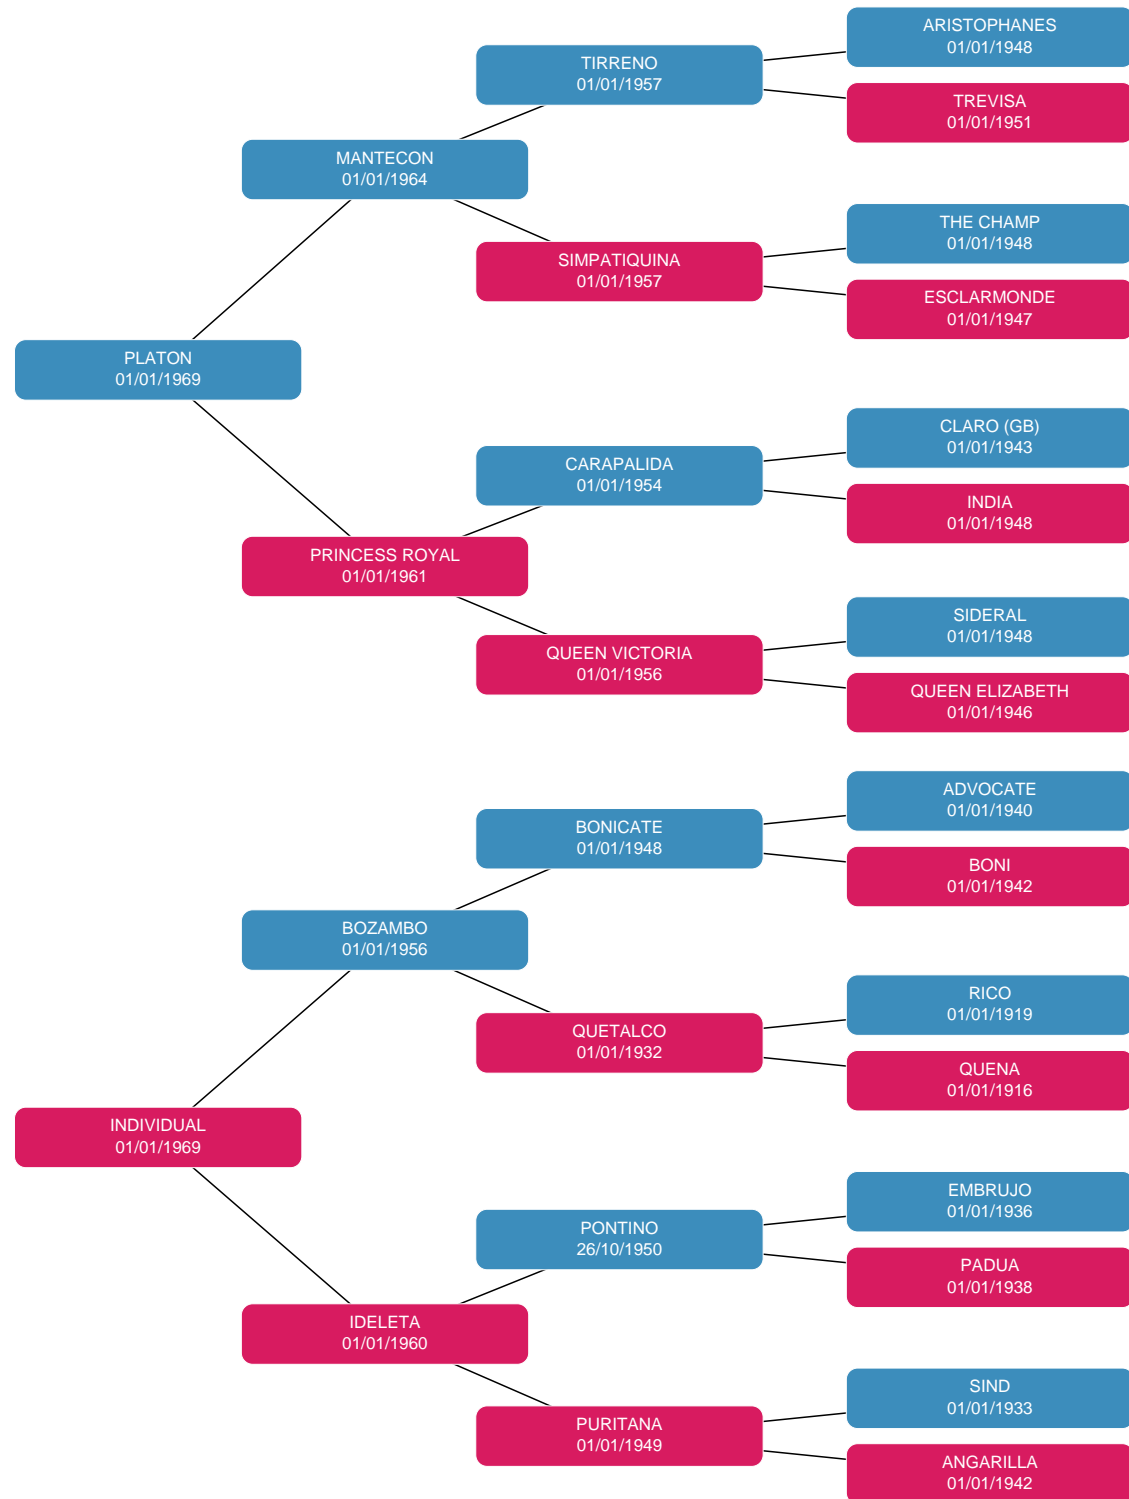 ARISTOPHANES
01/01/1948
TIRRENO
01/01/1957
TREVISA
01/01/1951
MANTECON
01/01/1964
THE CHAMP
01/01/1948
SIMPATIQUINA
01/01/1957
ESCLARMONDE
01/01/1947
PLATON
01/01/1969
CLARO (GB)
01/01/1943
CARAPALIDA
01/01/1954
INDIA
01/01/1948
PRINCESS ROYAL
01/01/1961
SIDERAL
01/01/1948
QUEEN VICTORIA
01/01/1956
QUEEN ELIZABETH
01/01/1946
ADVOCATE
01/01/1940
BONICATE
01/01/1948
BONI
01/01/1942
BOZAMBO
01/01/1956
RICO
01/01/1919
QUETALCO
01/01/1932
QUENA
01/01/1916
INDIVIDUAL
01/01/1969
EMBRUJO
01/01/1936
PONTINO
26/10/1950
PADUA
01/01/1938
IDELETA
01/01/1960
SIND
01/01/1933
PURITANA
01/01/1949
ANGARILLA
01/01/1942